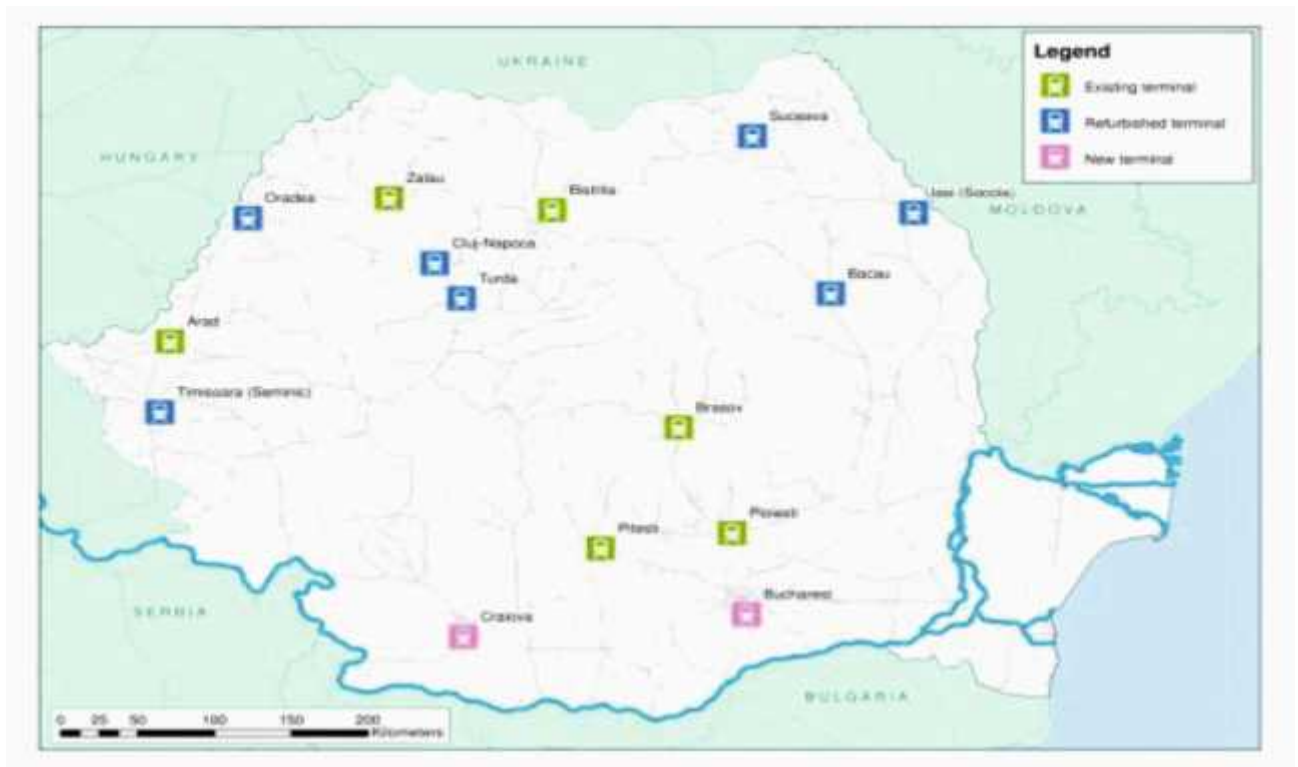 UKRAINE
Legend
Existing terminal
Refurbished terminal
New terminal
Suceava
HUNGARY
Zalau
Bistrita
Oradea
Iasi (Socola)
MOLDOVA
Cluj-Napoca
Turda
Bacau
Arad
Timisoara (Semenic)
Brasov
Pitesti
Ploiesti
Bucharest
SERBIA
Craiova
BULGARIA
0 25 50 100 150 200
Kilometers